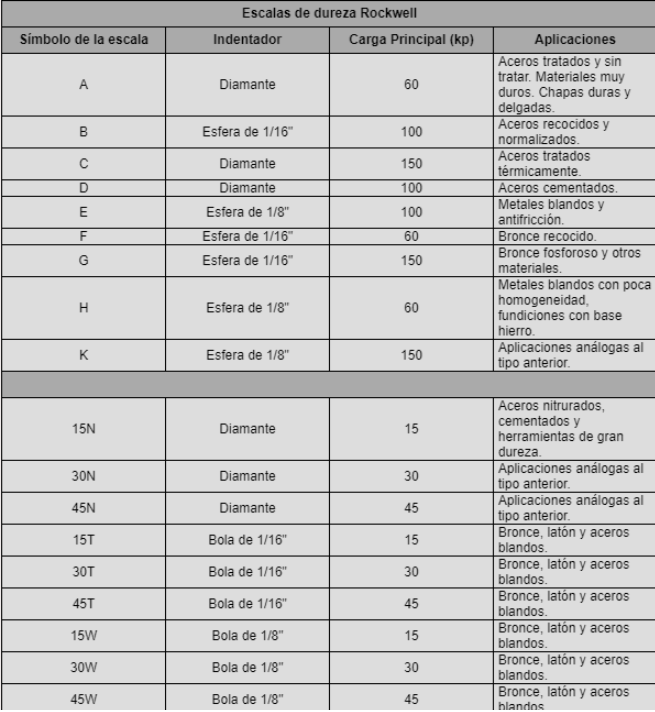 Escalas de dureza Rockwell
Símbolo de la escala Indentador Carga Principal (kp) Aplicaciones
A Diamante 60 Aceros tratados y sin
tratar. Materiales muy
duros. Chapas duras y
delgadas.
B Esfera de 1/16" 100 Aceros recocidos y
normalizados.
C Diamante 150 Aceros tratados
térmicamente.
D Diamante 100 Aceros cementados.
E Esfera de 1/8" 100 Metales blandos y
antifricción.
F Esfera de 1/16" 60 Bronce recocido.
G Esfera de 1/16" 150 Bronce fosforoso y otros
materiales.
H Esfera de 1/8" 60 Metales blandos con poca
homogeneidad,
fundiciones con base
hierro.
K Esfera de 1/8" 150 Aplicaciones análogas al
tipo anterior.
15N Diamante 15 Aceros nitrurados,
cementados y
herramientas de gran
dureza.
30N Diamante 30 Aplicaciones análogas al
tipo anterior.
45N Diamante 45 Aplicaciones análogas al
tipo anterior.
15T Bola de 1/16" 15 Bronce, latón y aceros
blandos.
30T Bola de 1/16" 30 Bronce, latón y aceros
blandos.
45T Bola de 1/16" 45 Bronce, latón y aceros
blandos.
15W Bola de 1/8" 15 Bronce, latón y aceros
blandos.
30W Bola de 1/8" 30 Bronce, latón y aceros
blandos.
45W Bola de 1/8" 45 Bronce, latón y aceros
blandos.